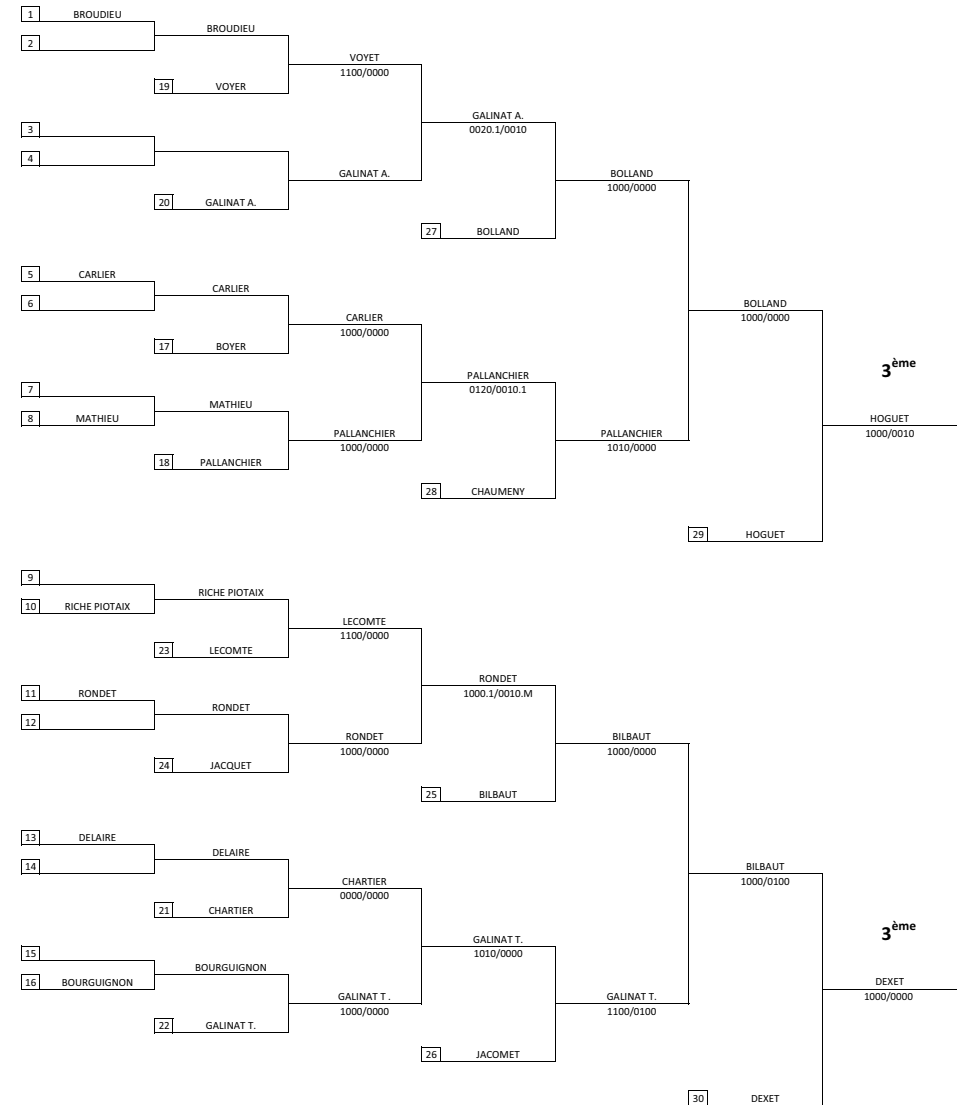 1 BROUDIEU
BROUDIEU
2
VOYET
1100/0000
19 VOYER
GALINAT A.
0020.1/0010
3
4
GALINAT A.
BOLLAND
1000/0000
20 GALINAT A.
27 BOLLAND
5 CARLIER
CARLIER
6
BOLLAND
1000/0000
CARLIER
1000/0000
17 BOYER
3ème
PALLANCHIER
0120/0010.1
7
MATHIEU
8 MATHIEU
HOGUET
1000/0010
PALLANCHIER
1000/0000
PALLANCHIER
1010/0000
18 PALLANCHIER
28 CHAUMENY
29 HOGUET
9
RICHE PIOTAIX
10 RICHE PIOTAIX
LECOMTE
1100/0000
23 LECOMTE
RONDET
1000.1/0010.M
11 RONDET
RONDET
12
RONDET
1000/0000
BILBAUT
1000/0000
24 JACQUET
25 BILBAUT
13 DELAIRE
DELAIRE
14
BILBAUT
1000/0100
CHARTIER
0000/0000
21 CHARTIER
3ème
GALINAT T.
1010/0000
15
BOURGUIGNON
16 BOURGUIGNON
DEXET
1000/0000
GALINAT T .
1000/0000
GALINAT T.
1100/0100
22 GALINAT T.
26 JACOMET
30 DEXET